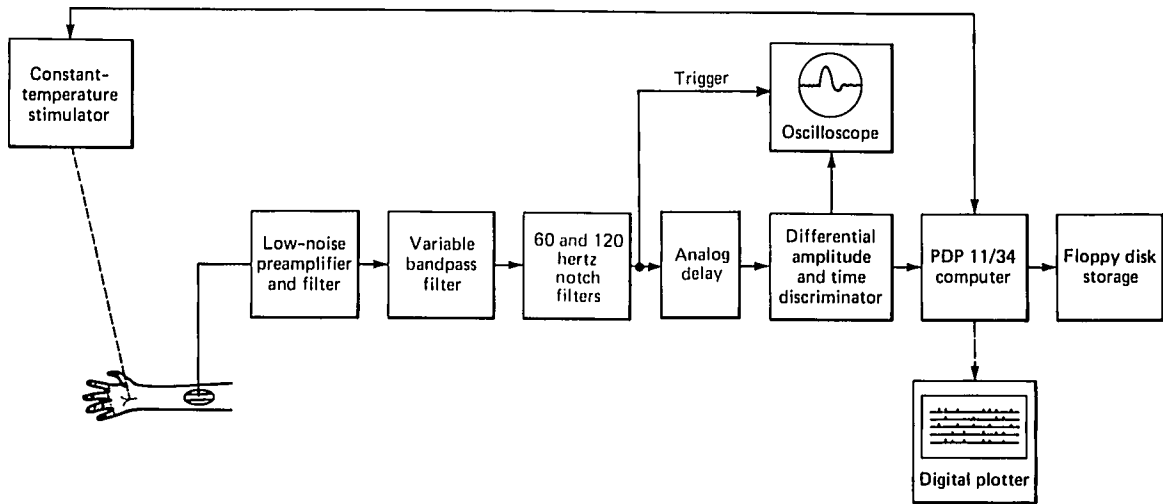 Constant-
temperature
stimulator
Trigger
Oscilloscope
Low-noise
preamplifier
and filter
Variable
bandpass
filter
60 and 120
hertz
notch
filters
Analog
delay
Differential
amplitude
and time
discriminator
PDP 11/34
computer
Floppy disk
storage
Digital plotter